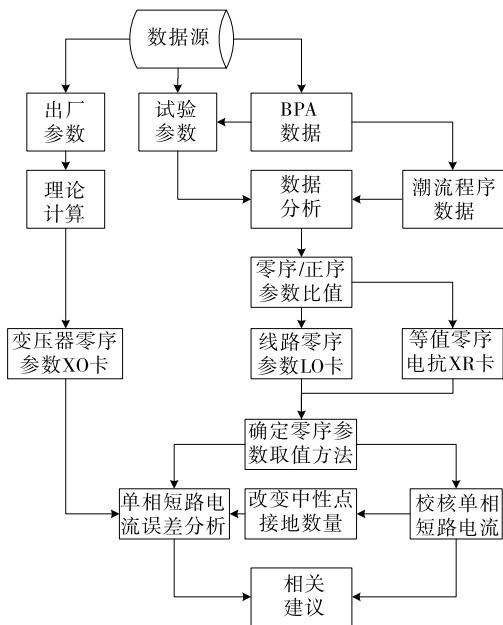 数据源
出厂
参数
试验
参数
BPA
数据
理论
计算
数据
分析
潮流程序
数据
零序/正序
参数比值
变压器零序
参数XO卡
线路零序
参数LO卡
等值零序
电抗XR卡
确定零序参
数取值方法
单相短路电
流误差分析
改变中性点
接地数量
校核单相
短路电流
相关
建议